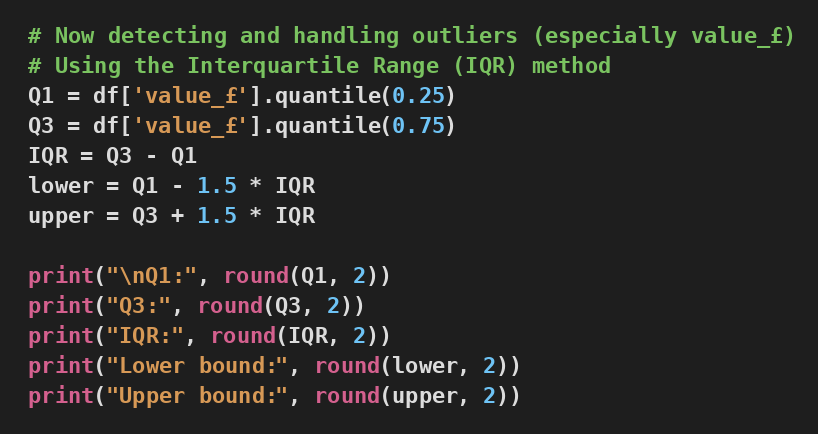 # Now detecting and handling outliers (especially value_£)
# Using the Interquartile Range (IQR) method
Q1 = df['value_£'].quantile(0.25)
Q3 = df['value_£'].quantile(0.75)
IQR = Q3 - Q1
lower = Q1 - 1.5 * IQR
upper = Q3 + 1.5 * IQR

print("\nQ1:", round(Q1, 2))
print("Q3:", round(Q3, 2))
print("IQR:", round(IQR, 2))
print("Lower bound:", round(lower, 2))
print("Upper bound:", round(upper, 2))